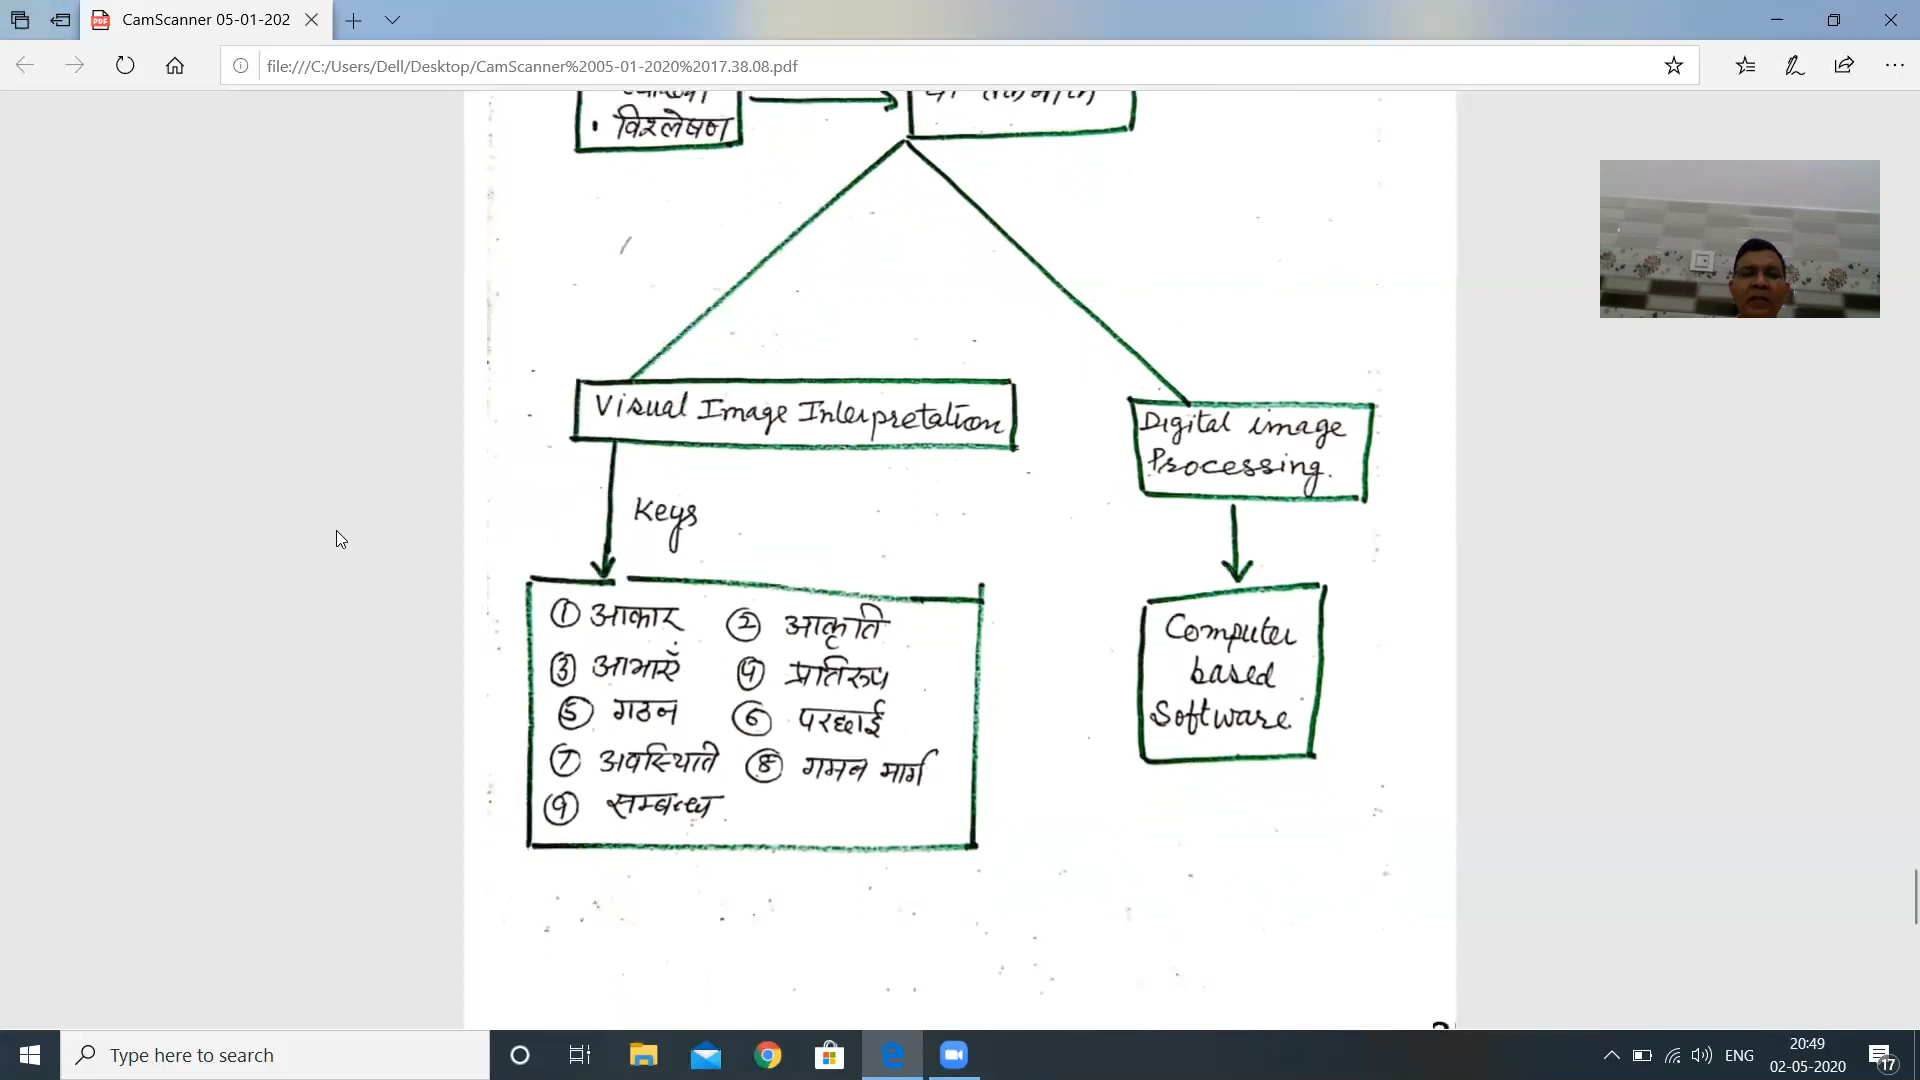 CamScanner 05-01-202
file:///C:/Users/Dell/Desktop/CamScanner%2005-01-2020%2017.38.08.pdf
• विश्लेषण
Visual Image Interpretation
Digital image
Processing.
Keys
① आकार ② आकृति
③ आभाएँ ④ प्रतिरूप
⑤ गठन ⑥ परछाई
⑦ अवस्थिति ⑧ गमन मार्ग
⑨ सम्बन्ध
Computer
based
Software
Type here to search
ENG
20:49
02-05-2020
17